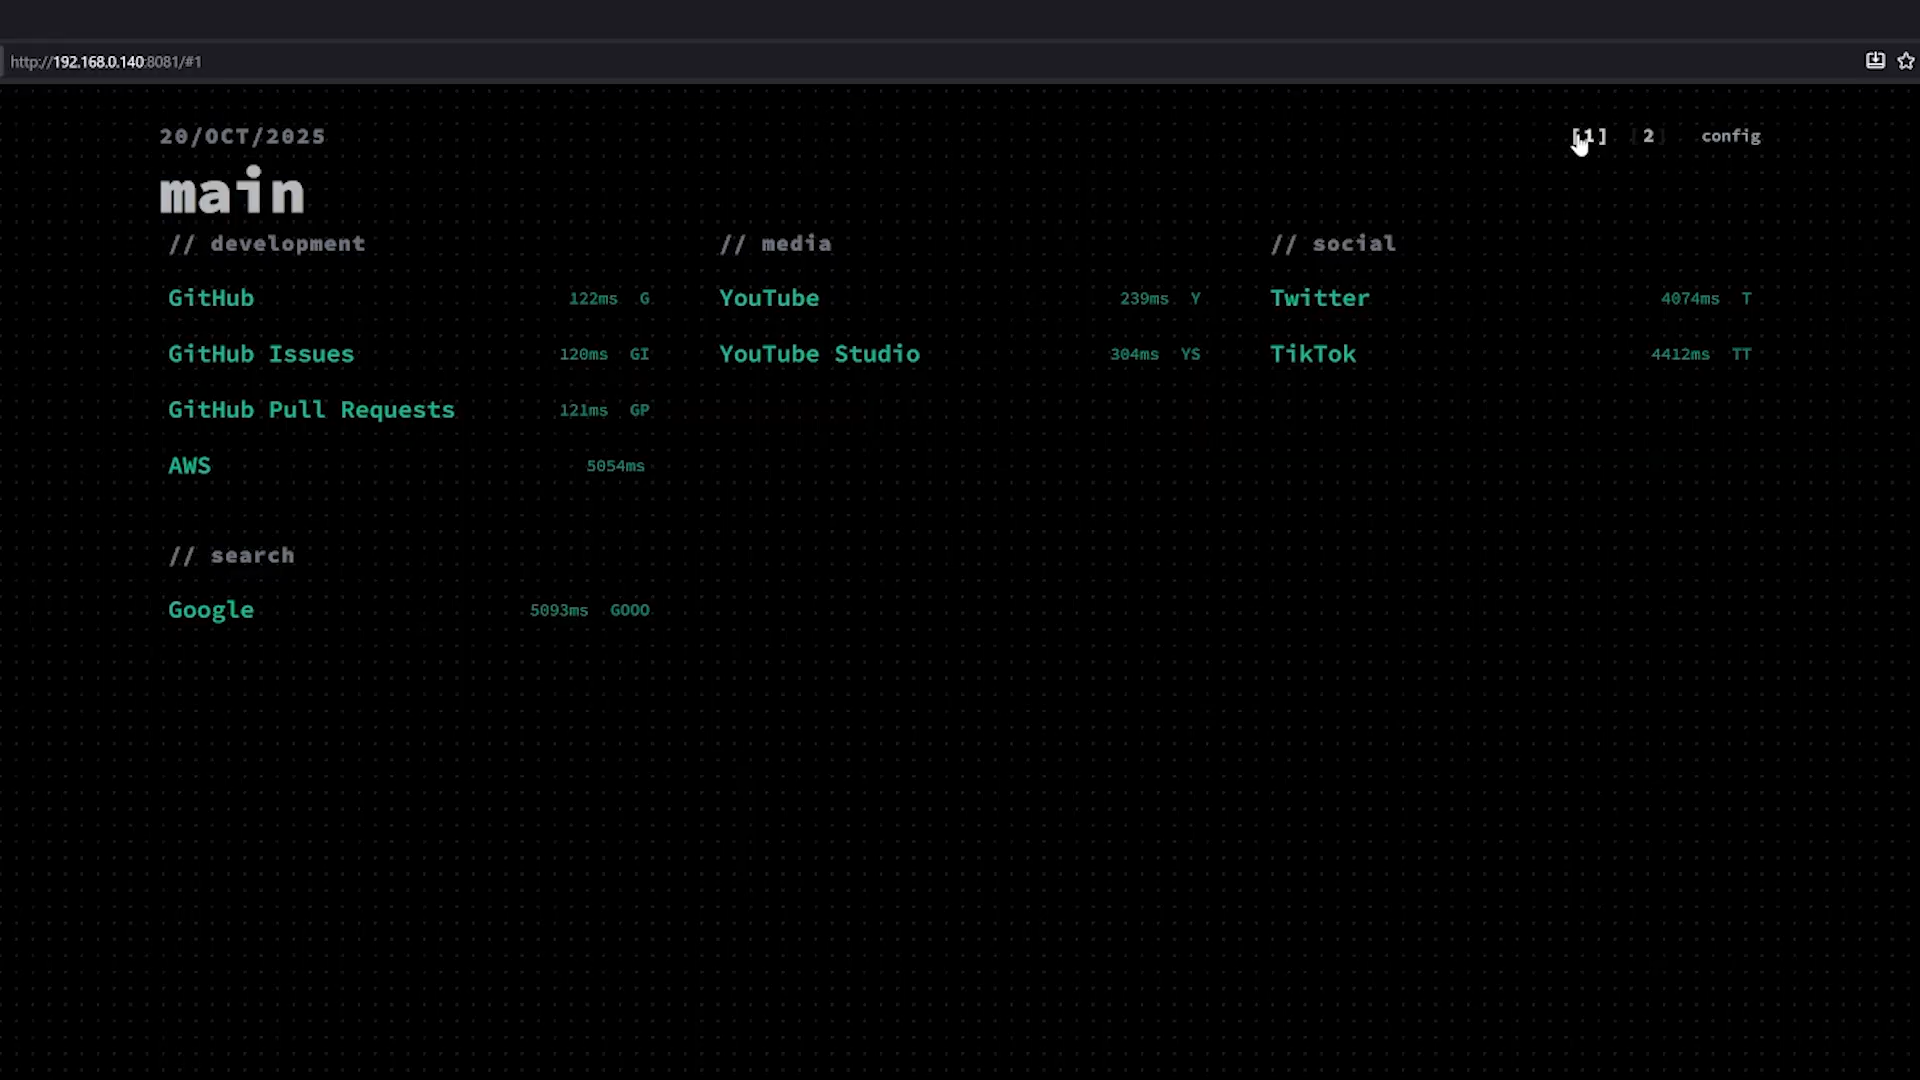 http://192.168.0.140:8081/#1
20/OCT/2025
[1] 2 config
main
// development
GitHub 122ms G
GitHub Issues 120ms GI
GitHub Pull Requests 121ms GP
AWS 5054ms
// search
Google 5093ms GOOO
// media
YouTube 239ms Y
YouTube Studio 304ms YS
// social
Twitter 4074ms T
TikTok 4412ms TT